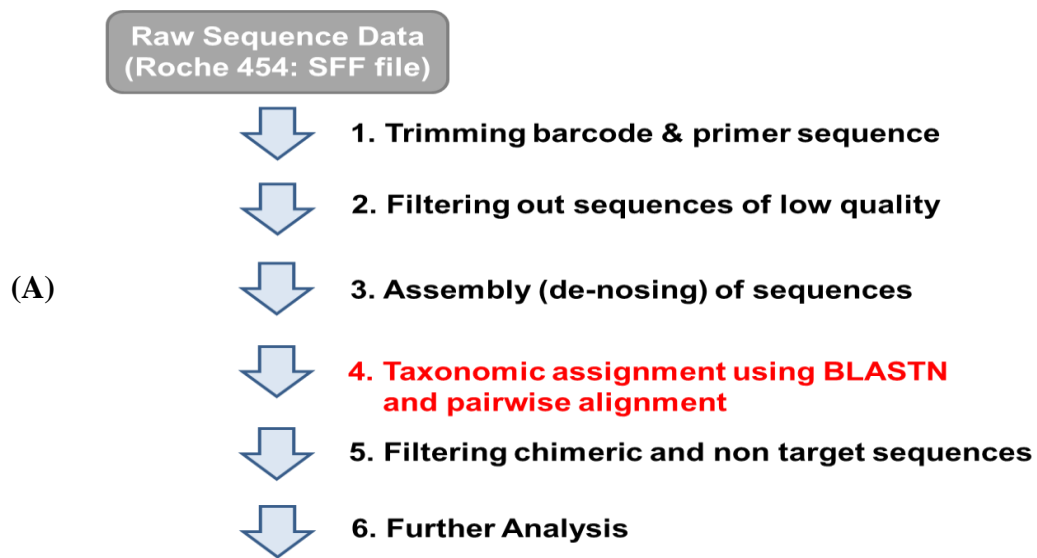 Raw Sequence Data
(Roche 454: SFF file)
1. Trimming barcode & primer sequence
2. Filtering out sequences of low quality
(A)
3. Assembly (de-nosing) of sequences
4. Taxonomic assignment using BLASTN
and pairwise alignment
5. Filtering chimeric and non target sequences
6. Further Analysis